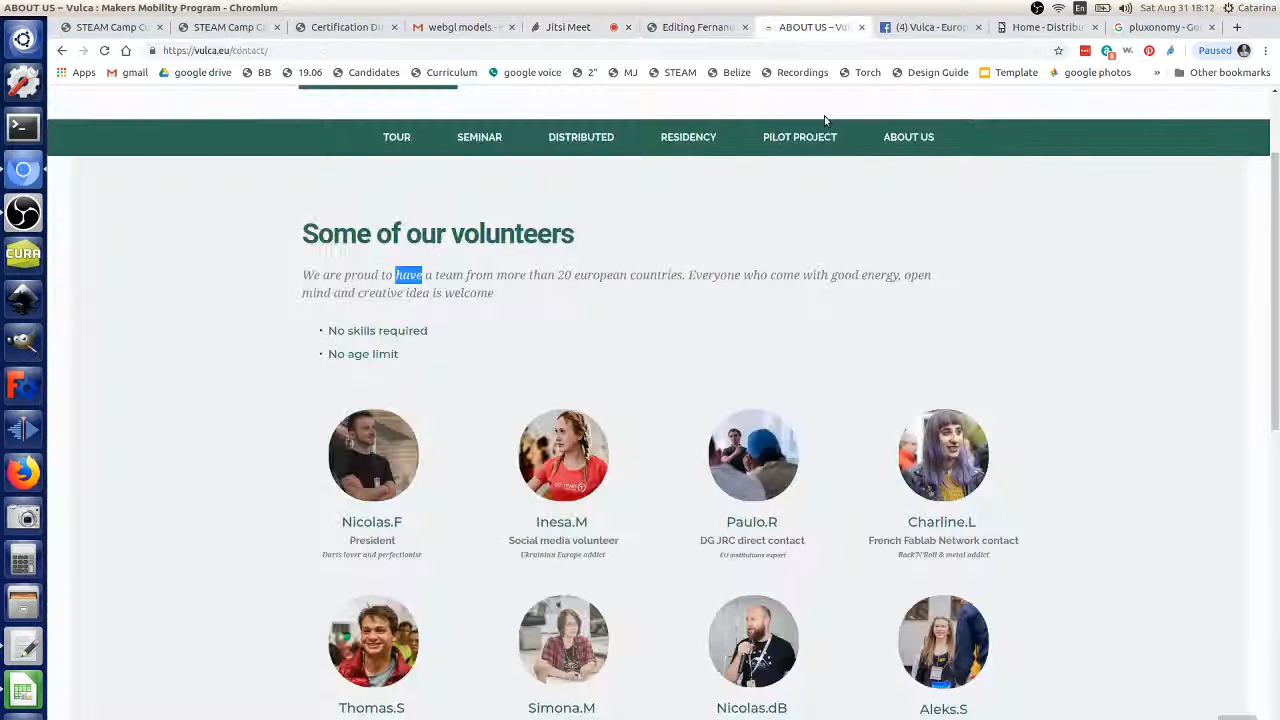 ABOUT US – Vulca : Makers Mobility Program - Chromium
En
Sat Aug 31 18:12
Catarina
STEAM Camp C
STEAM Camp C
Certification Du
webgl models - r
Jitsi Meet
Editing Finanno
ABOUT US – Vul
(4) Vulca - Europ
Home - Distribu
pluxonomy - Go
https://vulca.eu/contact/
Paused
Apps
gmail
google drive
BB
19.06
Candidates
Curriculum
google voice
2"
MJ
STEAM
Belize
Recordings
Torch
Design Guide
Template
google photos
»
Other bookmarks
TOUR
SEMINAR
DISTRIBUTED
RESIDENCY
PILOT PROJECT
ABOUT US
Some of our volunteers
We are proud to have a team from more than 20 european countries. Everyone who come with good energy, open
mind and creative idea is welcome
• No skills required
• No age limit
Nicolas.F
President
Darts lover and perfectionist
Inesa.M
Social media volunteer
Ukrainian Europe addict
Paulo.R
DG JRC direct contact
EU institutions expert
Charline.L
French Fablab Network contact
Rock'N'Roll & metal addict
Thomas.S
Simona.M
Nicolas.dB
Aleks.S
CURA